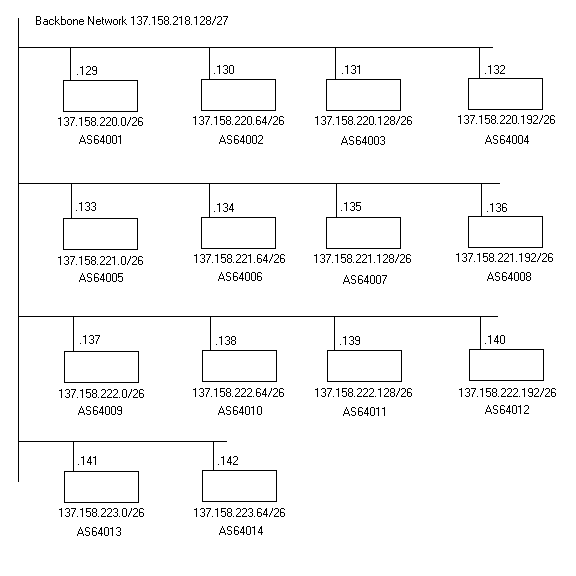 Backbone Network 137.158.218.128/27
.129 .130 .131 .132
137.158.220.0/26 137.158.220.64/26 137.158.220.128/26 137.158.220.192/26
AS64001 AS64002 AS64003 AS64004
.133 .134 .135 .136
137.158.221.0/26 137.158.221.64/26 137.158.221.128/26 137.158.221.192/26
AS64005 AS64006 AS64007 AS64008
.137 .138 .139 .140
137.158.222.0/26 137.158.222.64/26 137.158.222.128/26 137.158.222.192/26
AS64009 AS64010 AS64011 AS64012
.141 .142
137.158.223.0/26 137.158.223.64/26
AS64013 AS64014